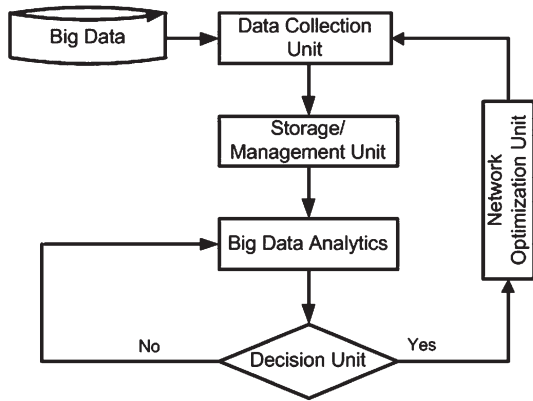 Big Data
Data Collection
Unit
Storage/
Management Unit
Network
Optimization Unit
Big Data Analytics
No
Decision Unit
Yes